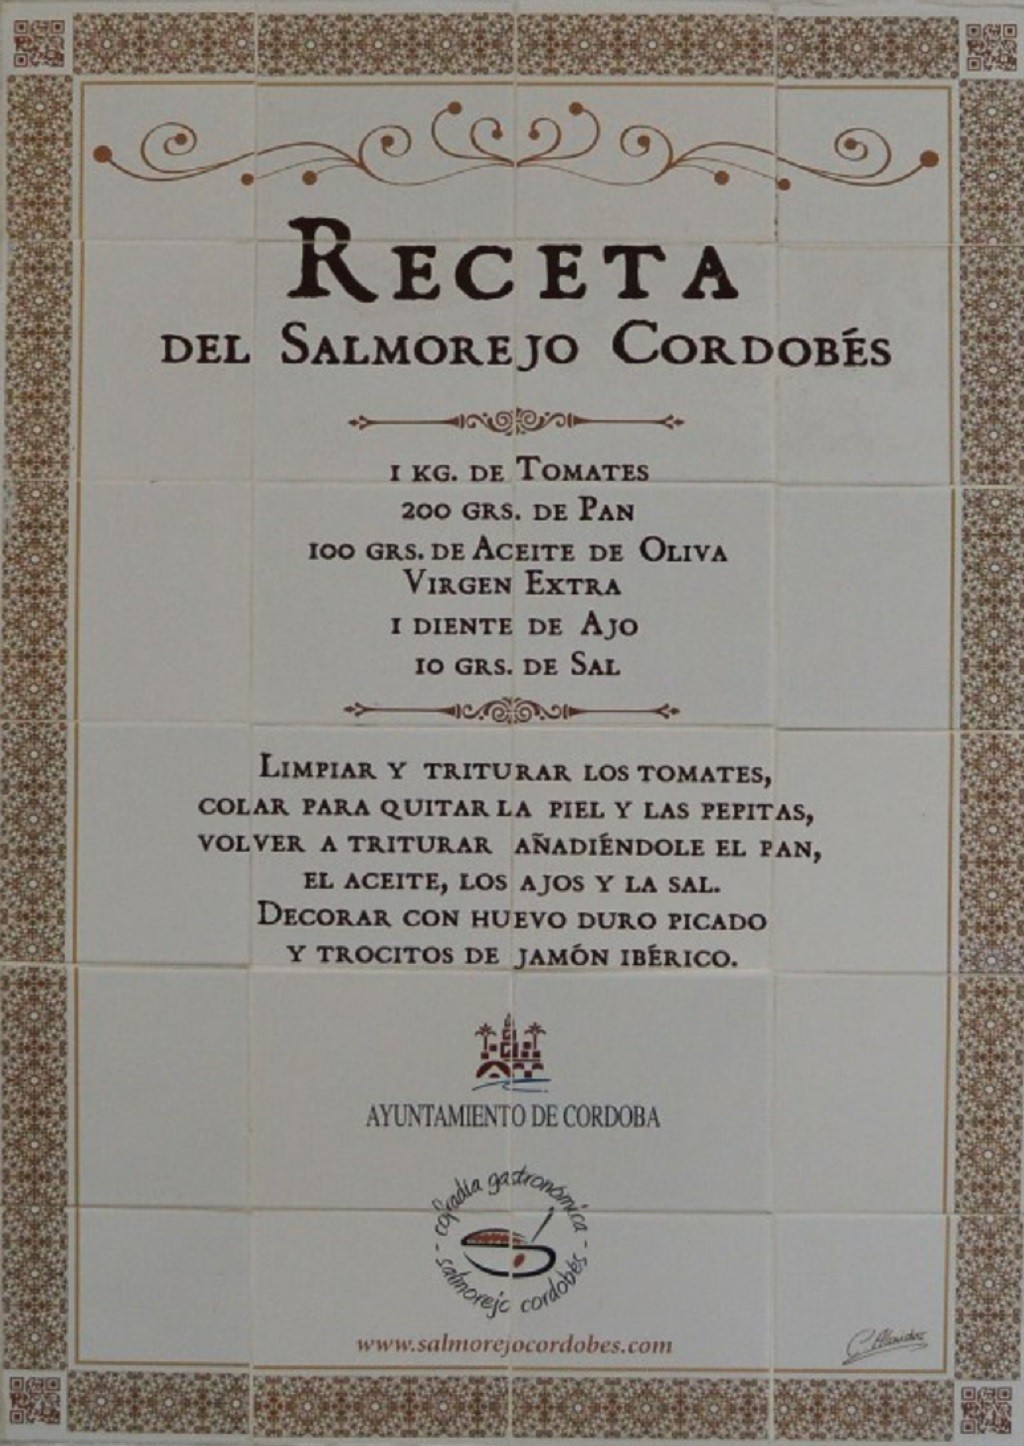 RECETA
DEL SALMOREJO CORDOBÉS
1 KG. DE TOMATES
200 GRS. DE PAN
100 GRS. DE ACEITE DE OLIVA
VIRGEN EXTRA
1 DIENTE DE AJO
10 GRS. DE SAL
LIMPIAR Y TRITURAR LOS TOMATES,
COLAR PARA QUITAR LA PIEL Y LAS PEPITAS,
VOLVER A TRITURAR AÑADIÉNDOLE EL PAN,
EL ACEITE, LOS AJOS Y LA SAL.
DECORAR CON HUEVO DURO PICADO
Y TROCITOS DE JAMÓN IBÉRICO.
AYUNTAMIENTO DE CORDOBA
cofradía gastronómica
- salmorejo cordobés -
www.salmorejocordobes.com